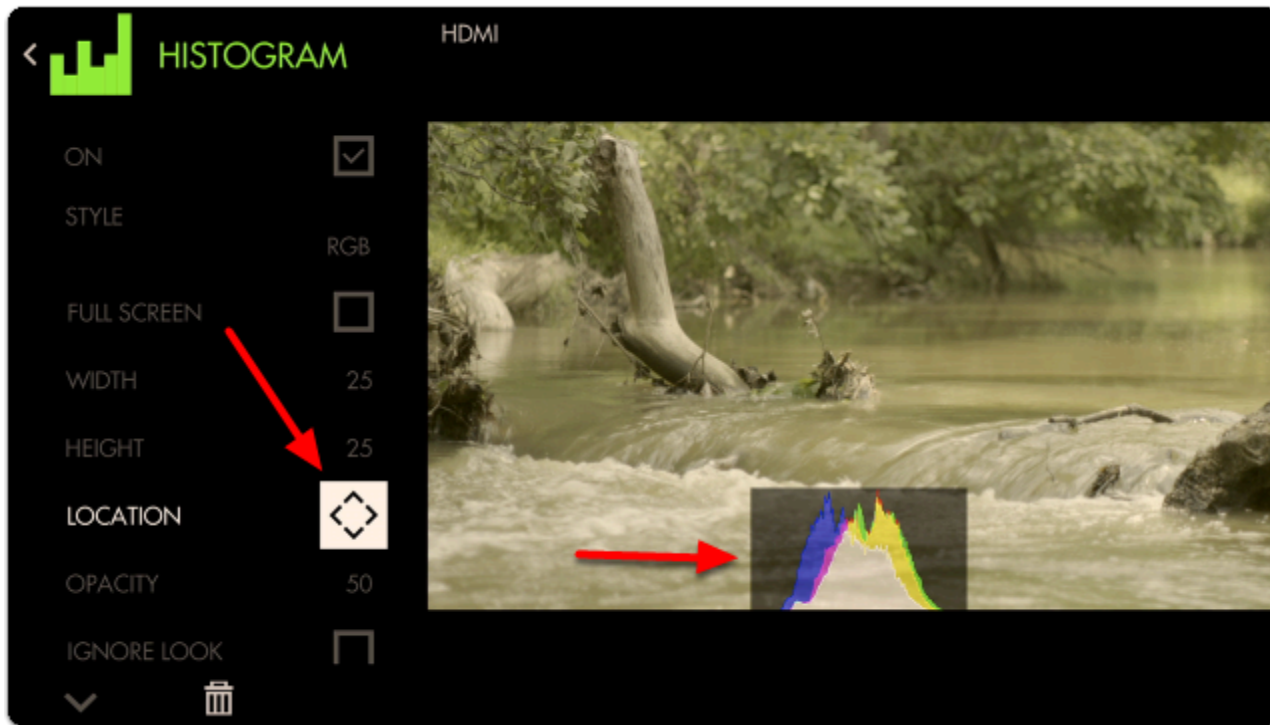 HISTOGRAM
HDMI
ON
STYLE
RGB
FULL SCREEN
WIDTH 25
HEIGHT 25
LOCATION
OPACITY 50
IGNORE LOOK